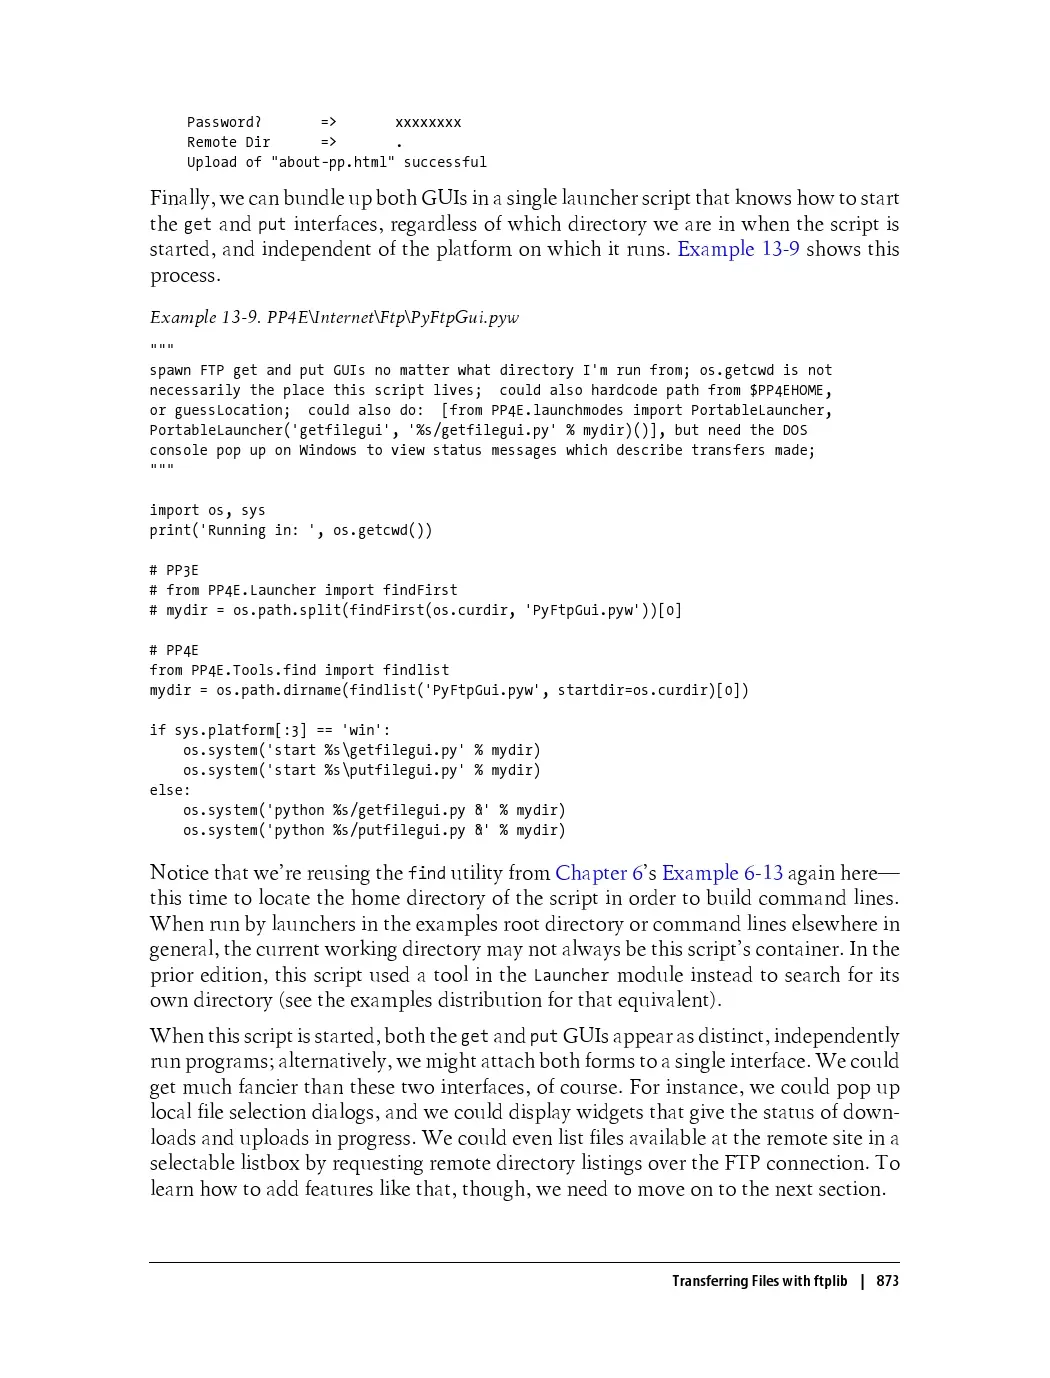 Password?       =>       xxxxxxxx
Remote Dir      =>       .
Upload of "about-pp.html" successful
Finally, we can bundle up both GUIs in a single launcher script that knows how to start
the get and put interfaces, regardless of which directory we are in when the script is
started, and independent of the platform on which it runs. Example 13-9 shows this
process.
Example 13-9. PP4E\Internet\Ftp\PyFtpGui.pyw
"""
spawn FTP get and put GUIs no matter what directory I'm run from; os.getcwd is not
necessarily the place this script lives;  could also hardcode path from $PP4EHOME,
or guessLocation;  could also do:  [from PP4E.launchmodes import PortableLauncher,
PortableLauncher('getfilegui', '%s/getfilegui.py' % mydir)()], but need the DOS
console pop up on Windows to view status messages which describe transfers made;
"""
import os, sys
print('Running in: ', os.getcwd())
# PP3E
# from PP4E.Launcher import findFirst
# mydir = os.path.split(findFirst(os.curdir, 'PyFtpGui.pyw'))[0]
# PP4E
from PP4E.Tools.find import findlist
mydir = os.path.dirname(findlist('PyFtpGui.pyw', startdir=os.curdir)[0])
if sys.platform[:3] == 'win':
    os.system('start %s\getfilegui.py' % mydir)
    os.system('start %s\putfilegui.py' % mydir)
else:
    os.system('python %s/getfilegui.py &' % mydir)
    os.system('python %s/putfilegui.py &' % mydir)
Notice that we're reusing the find utility from Chapter 6's Example 6-13 again here—
this time to locate the home directory of the script in order to build command lines.
When run by launchers in the examples root directory or command lines elsewhere in
general, the current working directory may not always be this script's container. In the
prior edition, this script used a tool in the Launcher module instead to search for its
own directory (see the examples distribution for that equivalent).
When this script is started, both the get and put GUIs appear as distinct, independently
run programs; alternatively, we might attach both forms to a single interface. We could
get much fancier than these two interfaces, of course. For instance, we could pop up
local file selection dialogs, and we could display widgets that give the status of down-
loads and uploads in progress. We could even list files available at the remote site in a
selectable listbox by requesting remote directory listings over the FTP connection. To
learn how to add features like that, though, we need to move on to the next section.
Transferring Files with ftplib | 873